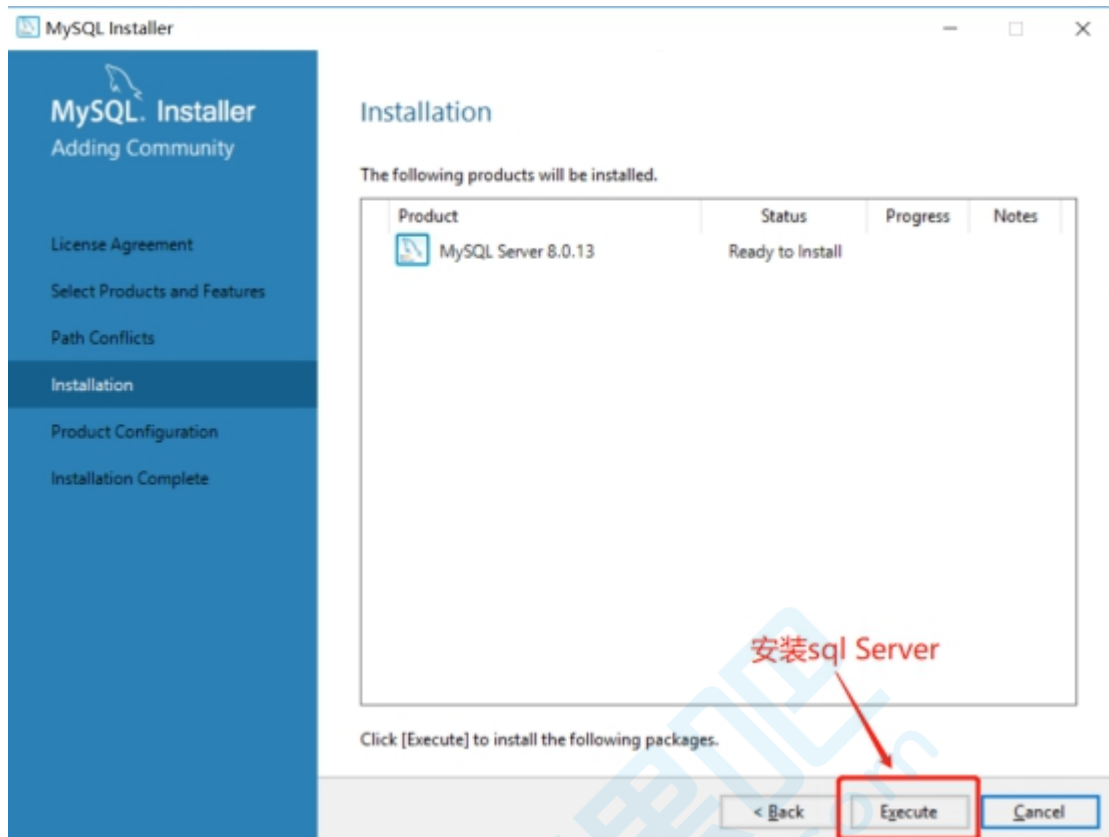 MySQL Installer
MySQL. Installer
Adding Community
License Agreement
Select Products and Features
Path Conflicts
Installation
Product Configuration
Installation Complete
Installation
The following products will be installed.
Product Status Progress Notes
MySQL Server 8.0.13 Ready to Install
安装sql Server
Click [Execute] to install the following packages.
< Back Execute Cancel